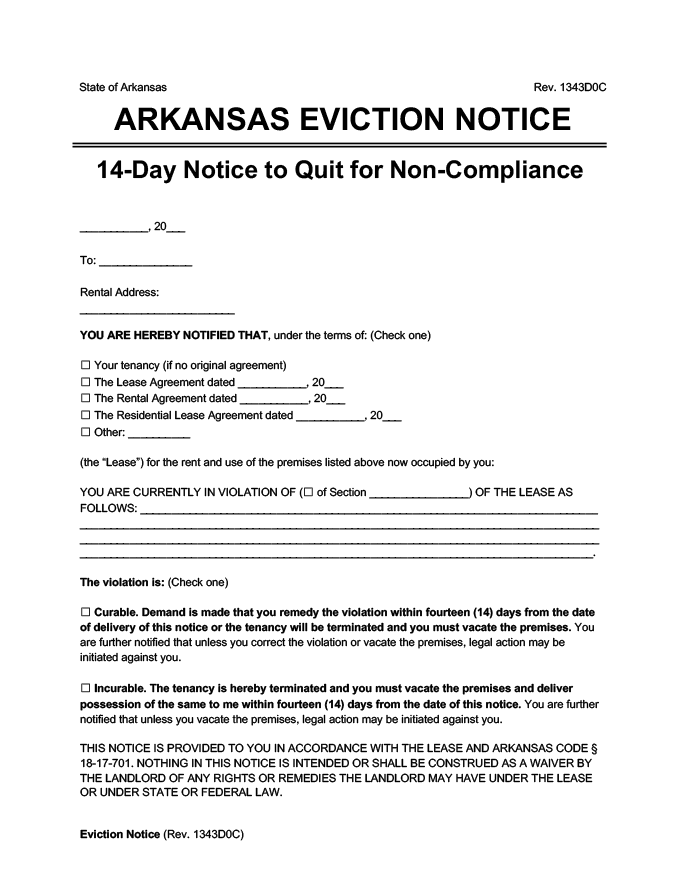 State of Arkansas Rev. 1343D0C
ARKANSAS EVICTION NOTICE
14-Day Notice to Quit for Non-Compliance
___________, 20___
To: _______________
Rental Address:
_________________________
YOU ARE HEREBY NOTIFIED THAT, under the terms of: (Check one)
☐ Your tenancy (if no original agreement)
☐ The Lease Agreement dated ___________, 20___
☐ The Rental Agreement dated ___________, 20___
☐ The Residential Lease Agreement dated ___________, 20___
☐ Other: __________
(the “Lease”) for the rent and use of the premises listed above now occupied by you:
YOU ARE CURRENTLY IN VIOLATION OF (☐ of Section ________________) OF THE LEASE AS
FOLLOWS: __________________________________________________________________________
____________________________________________________________________________________
____________________________________________________________________________________
___________________________________________________________________________________.
The violation is: (Check one)
☐ Curable. Demand is made that you remedy the violation within fourteen (14) days from the date
of delivery of this notice or the tenancy will be terminated and you must vacate the premises. You
are further notified that unless you correct the violation or vacate the premises, legal action may be
initiated against you.
☐ Incurable. The tenancy is hereby terminated and you must vacate the premises and deliver
possession of the same to me within fourteen (14) days from the date of this notice. You are further
notified that unless you vacate the premises, legal action may be initiated against you.
THIS NOTICE IS PROVIDED TO YOU IN ACCORDANCE WITH THE LEASE AND ARKANSAS CODE §
18-17-701. NOTHING IN THIS NOTICE IS INTENDED OR SHALL BE CONSTRUED AS A WAIVER BY
THE LANDLORD OF ANY RIGHTS OR REMEDIES THE LANDLORD MAY HAVE UNDER THE LEASE
OR UNDER STATE OR FEDERAL LAW.
Eviction Notice (Rev. 1343D0C)